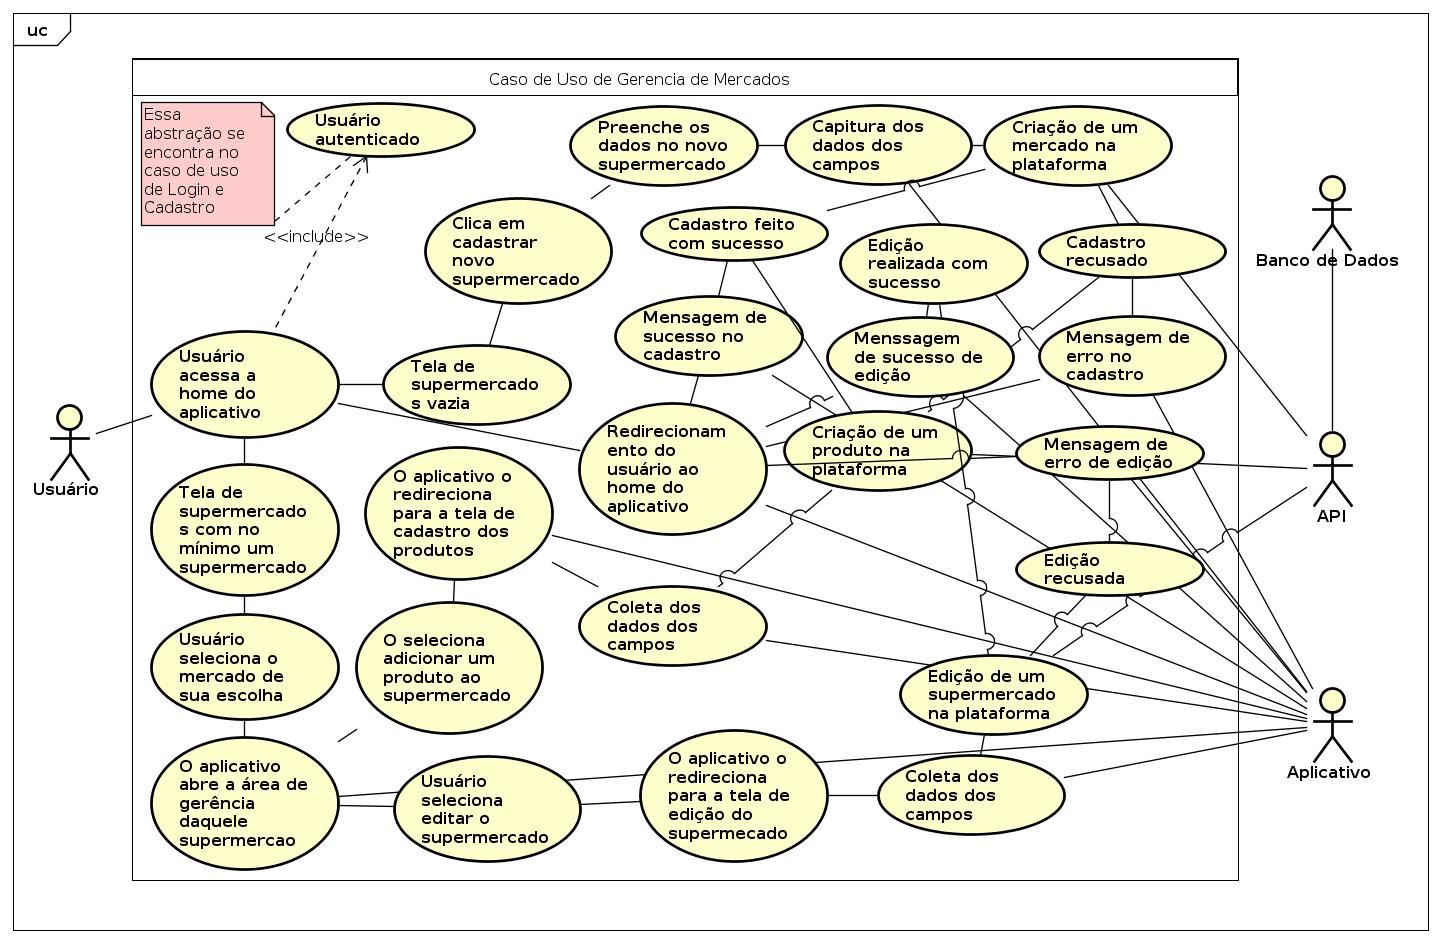 uc
Caso de Uso de Gerencia de Mercados
Essa
abstração se
encontra no
caso de uso
de Login e
Cadastro
Usuário
autenticado
<<include>>
Preenche os
dados no novo
supermercado
Capitura dos
dados dos
campos
Criação de um
mercado na
plataforma
Clica em
cadastrar
novo
supermercado
Cadastro feito
com sucesso
Edição
realizada com
sucesso
Cadastro
recusado
Banco de Dados
Mensagem de
sucesso no
cadastro
Menssagem
de sucesso de
edição
Mensagem de
erro no
cadastro
Usuário
acessa a
home do
aplicativo
Tela de
supermercado
s vazia
Usuário
Redirecionam
ento do
usuário ao
home do
aplicativo
Criação de um
produto na
plataforma
Mensagem de
erro de edição
API
Tela de
supermercado
s com no
mínimo um
supermercado
O aplicativo o
redireciona
para a tela de
cadastro dos
produtos
Edição
recusada
Coleta dos
dados dos
campos
Usuário
seleciona o
mercado de
sua escolha
O seleciona
adicionar um
produto ao
supermercado
Edição de um
supermercado
na plataforma
Aplicativo
O aplicativo
abre a área de
gerência
daquele
supermercao
Usuário
seleciona
editar o
supermercado
O aplicativo o
redireciona
para a tela de
edição do
supermecado
Coleta dos
dados dos
campos